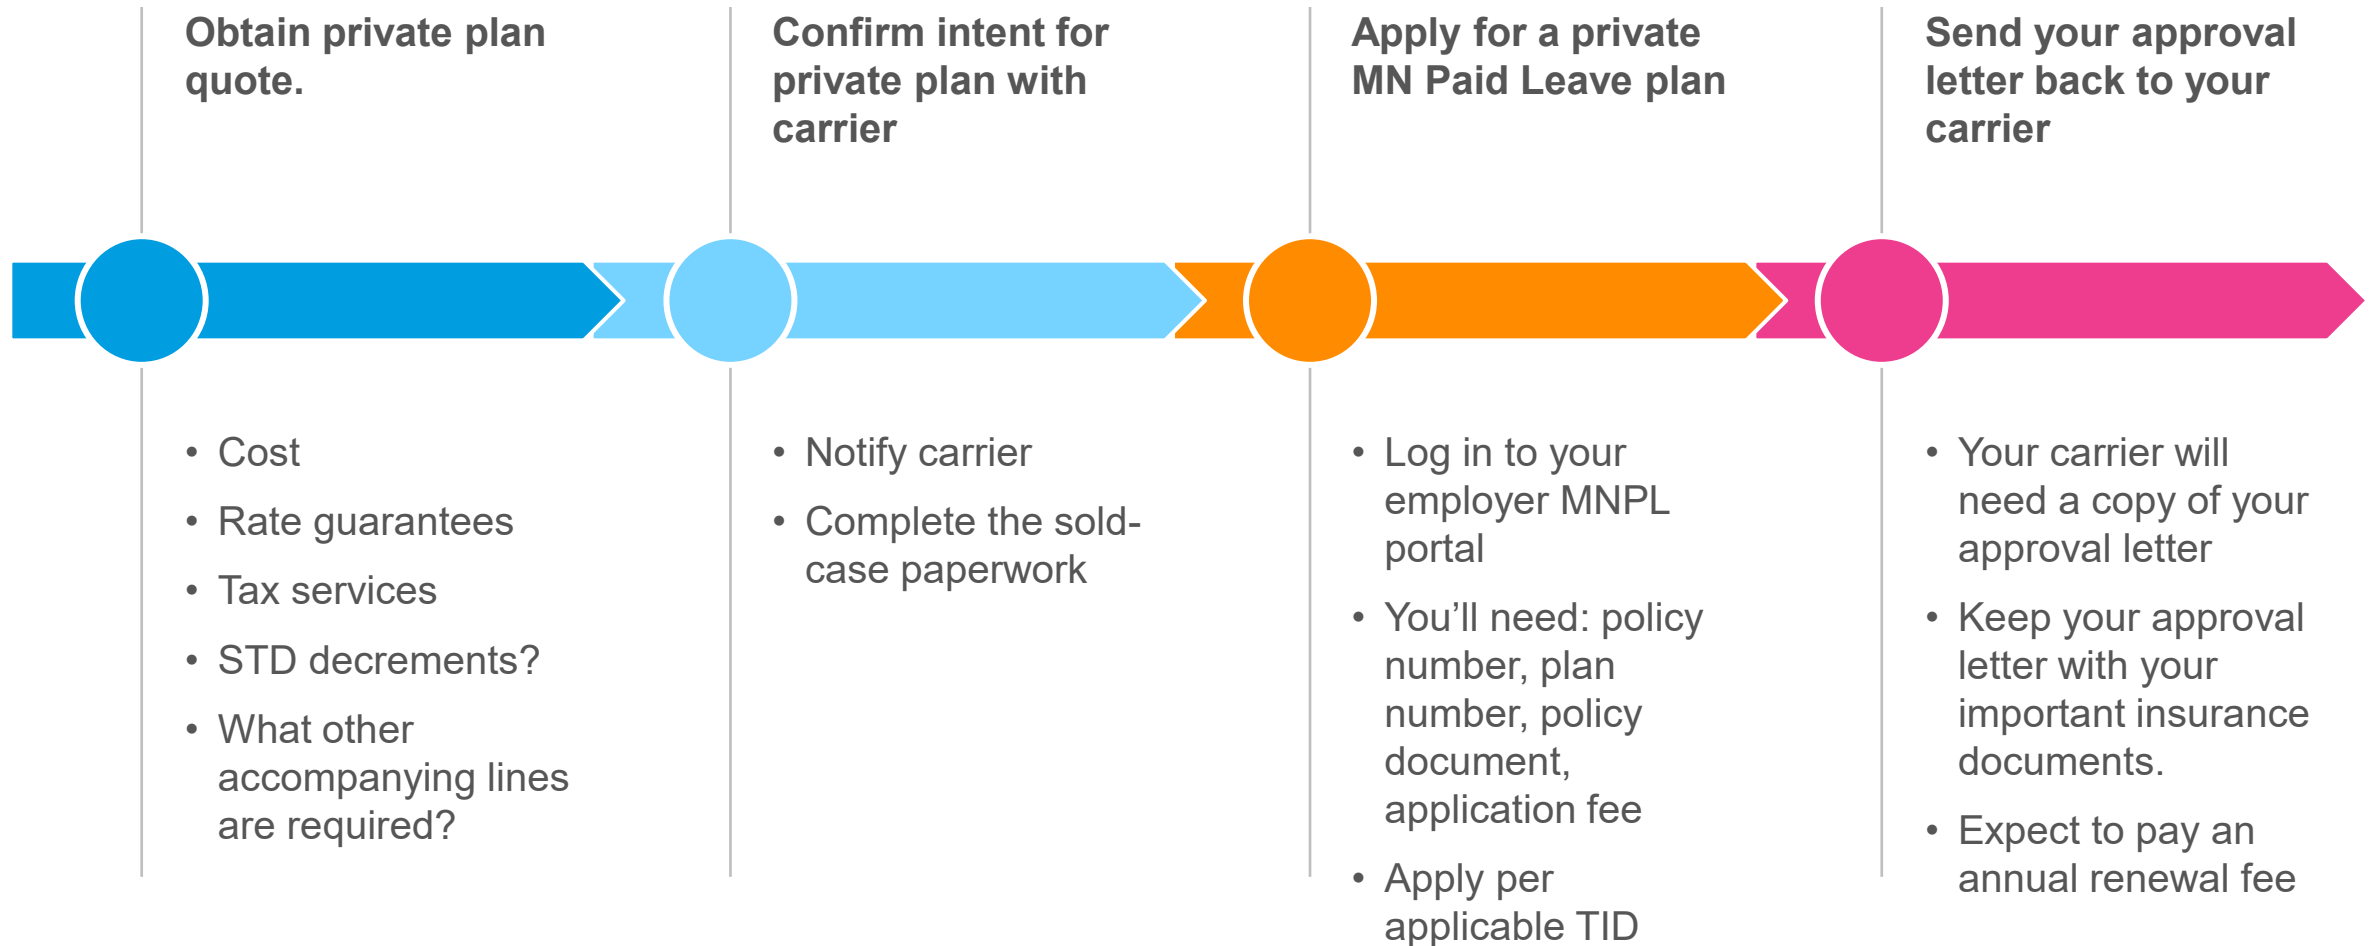 Obtain private plan
quote.
• Cost
• Rate guarantees
• Tax services
• STD decrements?
• What other
accompanying lines
are required?
Confirm intent for
private plan with
carrier
• Notify carrier
• Complete the sold-
case paperwork
Apply for a private
MN Paid Leave plan
• Log in to your
employer MNPL
portal
• You’ll need: policy
number, plan
number, policy
document,
application fee
• Apply per
applicable TID
Send your approval
letter back to your
carrier
• Your carrier will
need a copy of your
approval letter
• Keep your approval
letter with your
important insurance
documents.
• Expect to pay an
annual renewal fee